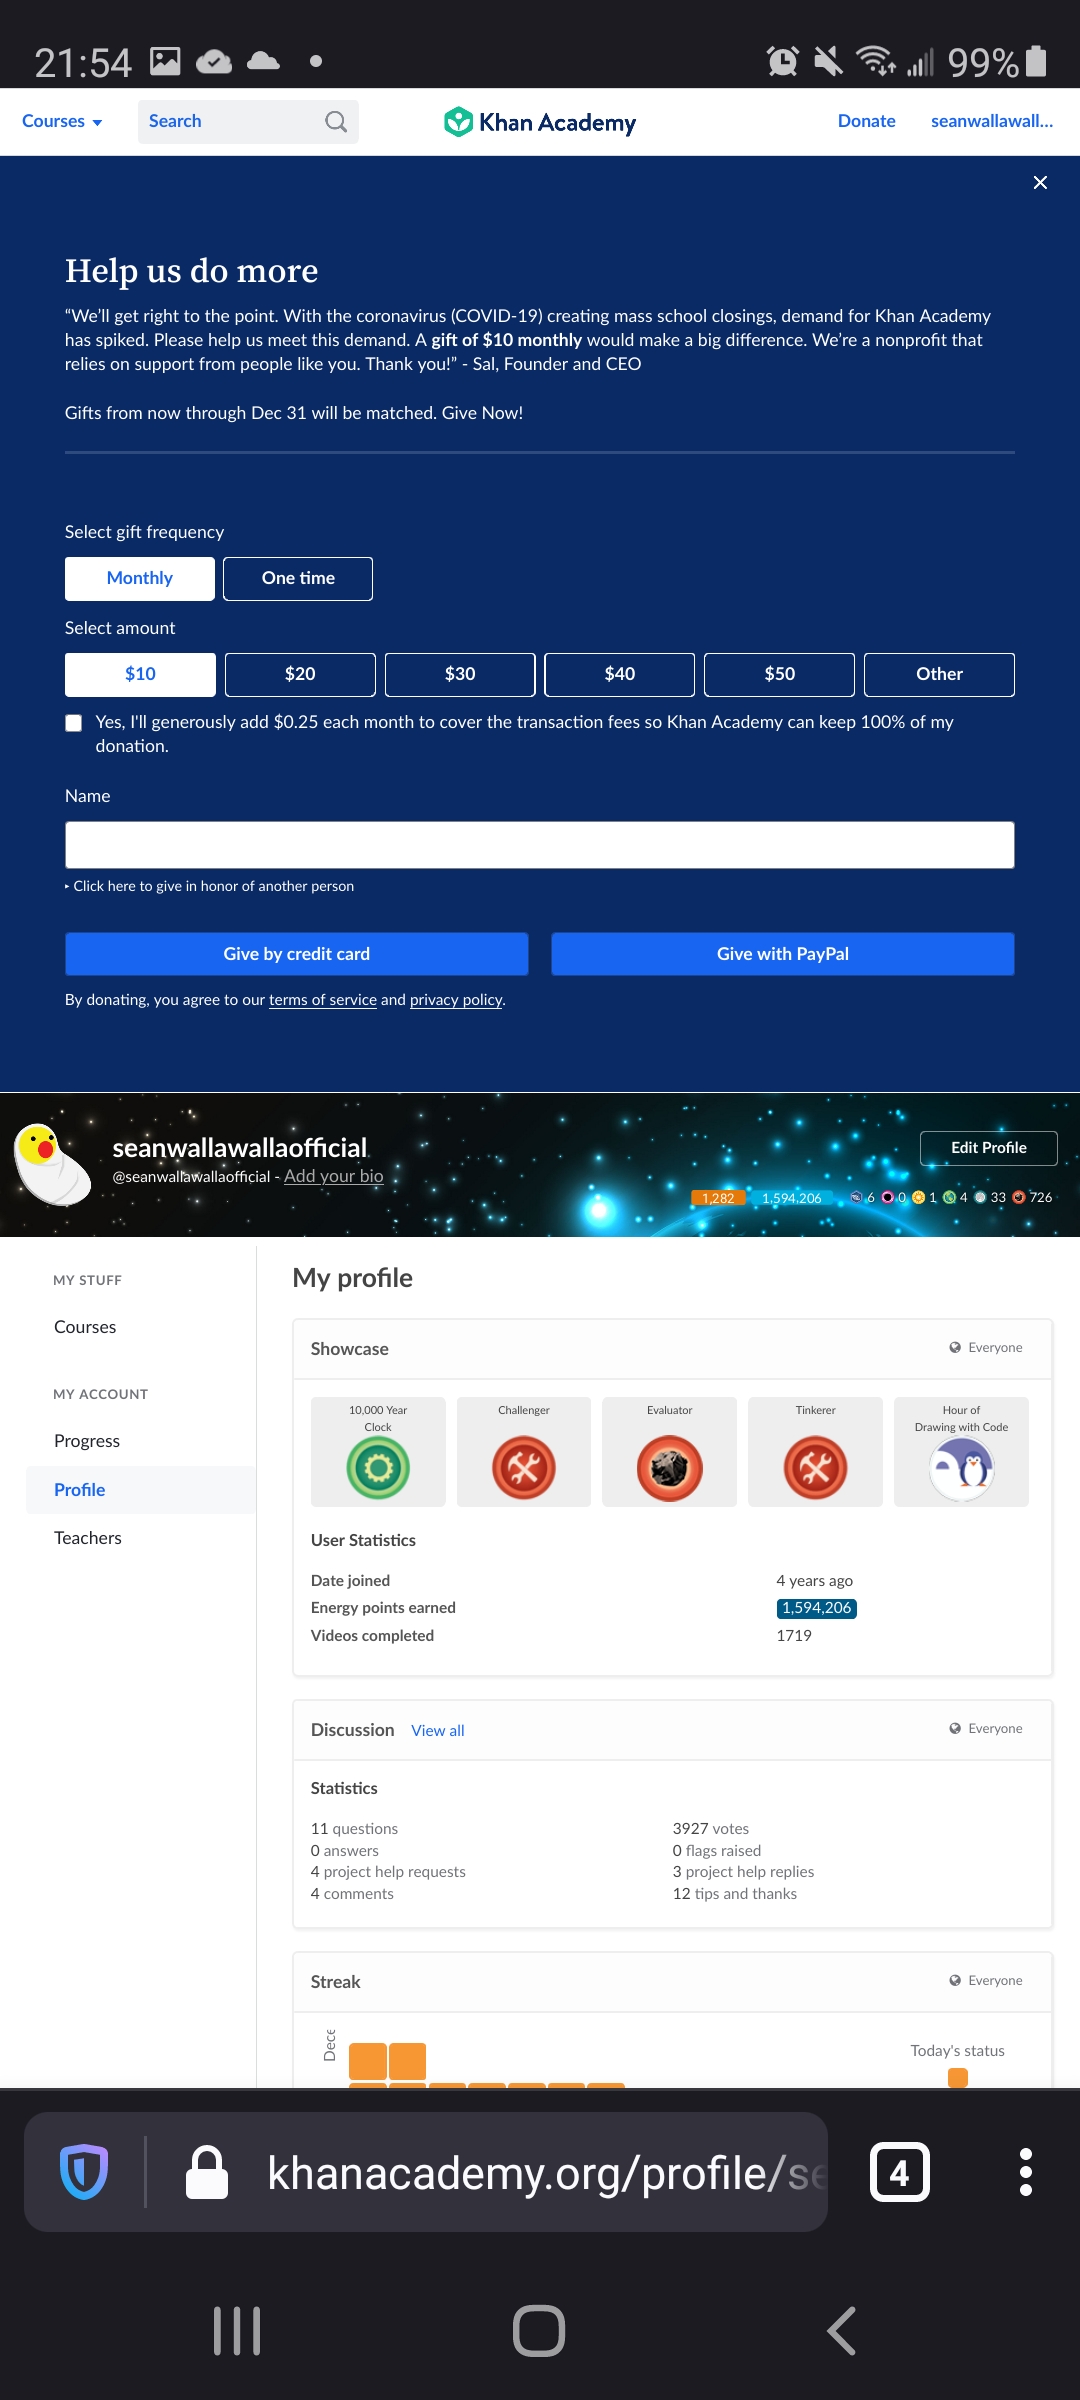 21:54
99%
Courses
Search
Khan Academy
Donate
seanwallawall...
Help us do more
“We’ll get right to the point. With the coronavirus (COVID-19) creating mass school closings, demand for Khan Academy
has spiked. Please help us meet this demand. A gift of $10 monthly would make a big difference. We’re a nonprofit that
relies on support from people like you. Thank you!” - Sal, Founder and CEO
Gifts from now through Dec 31 will be matched. Give Now!
Select gift frequency
Monthly
One time
Select amount
$10
$20
$30
$40
$50
Other
Yes, I'll generously add $0.25 each month to cover the transaction fees so Khan Academy can keep 100% of my
donation.
Name
Click here to give in honor of another person
Give by credit card
Give with PayPal
By donating, you agree to our terms of service and privacy policy.
seanwallawallaofficial
@seanwallawallaofficial - Add your bio
Edit Profile
1,282
1,594,206
6
0
1
4
33
726
MY STUFF
Courses
MY ACCOUNT
Progress
Profile
Teachers
My profile
Showcase
Everyone
10,000 Year
Clock
Challenger
Evaluator
Tinkerer
Hour of
Drawing with Code
User Statistics
Date joined
4 years ago
Energy points earned
1,594,206
Videos completed
1719
Discussion
View all
Everyone
Statistics
11 questions
3927 votes
0 answers
0 flags raised
4 project help requests
3 project help replies
4 comments
12 tips and thanks
Streak
Everyone
Dece
Today's status
khanacademy.org/profile/se
4